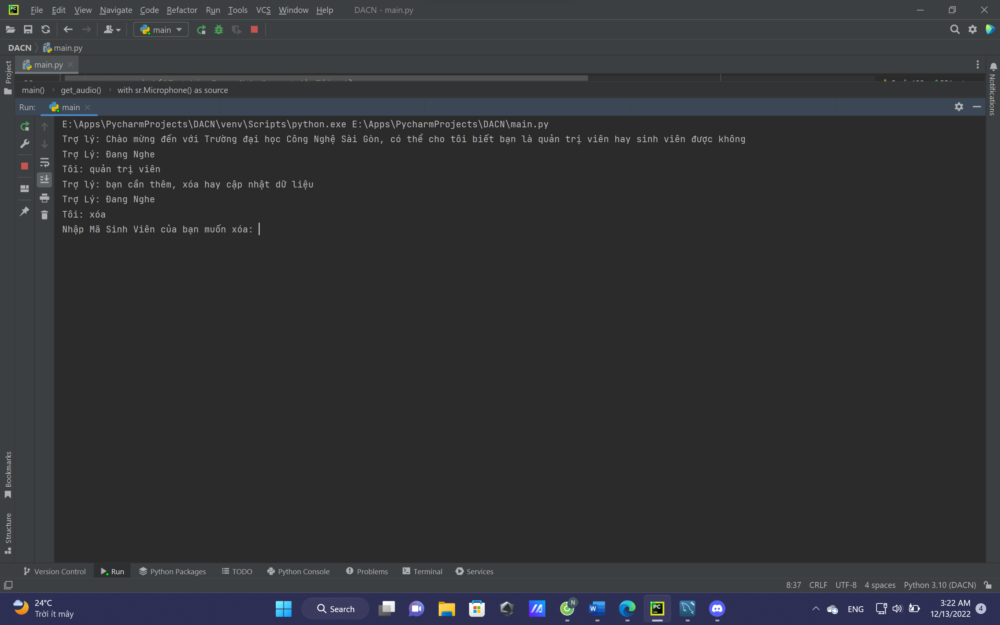 File Edit View Navigate Code Refactor Run Tools VCS Window Help DACN - main.py
main
DACN main.py
main.py
main() get_audio() with sr.Microphone() as source
Run: main
E:\Apps\PycharmProjects\DACN\venv\Scripts\python.exe E:\Apps\PycharmProjects\DACN\main.py
Trợ lý: Chào mừng đến với Trường đại học Công Nghệ Sài Gòn, có thể cho tôi biết bạn là quản trị viên hay sinh viên được không
Trợ Lý: Đang Nghe
Tôi: quản trị viên
Trợ lý: bạn cần thêm, xóa hay cập nhật dữ liệu
Trợ Lý: Đang Nghe
Tôi: xóa
Nhập Mã Sinh Viên của bạn muốn xóa:
Project
Bookmarks
Structure
Notifications
Version Control Run Python Packages TODO Python Console Problems Terminal Services
8:37 CRLF UTF-8 4 spaces Python 3.10 (DACN)
24°C
Trời ít mây
Search
ENG
3:22 AM
12/13/2022
4